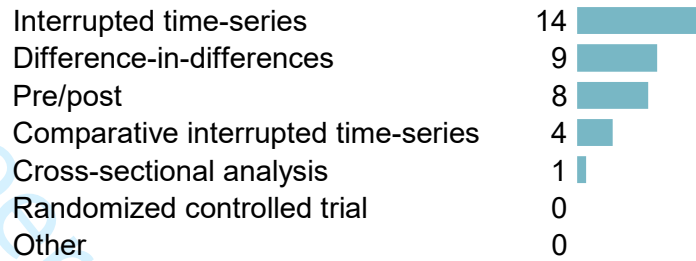 Interrupted time-series 14
Difference-in-differences 9
Pre/post 8
Comparative interrupted time-series 4
Cross-sectional analysis 1
Randomized controlled trial 0
Other 0